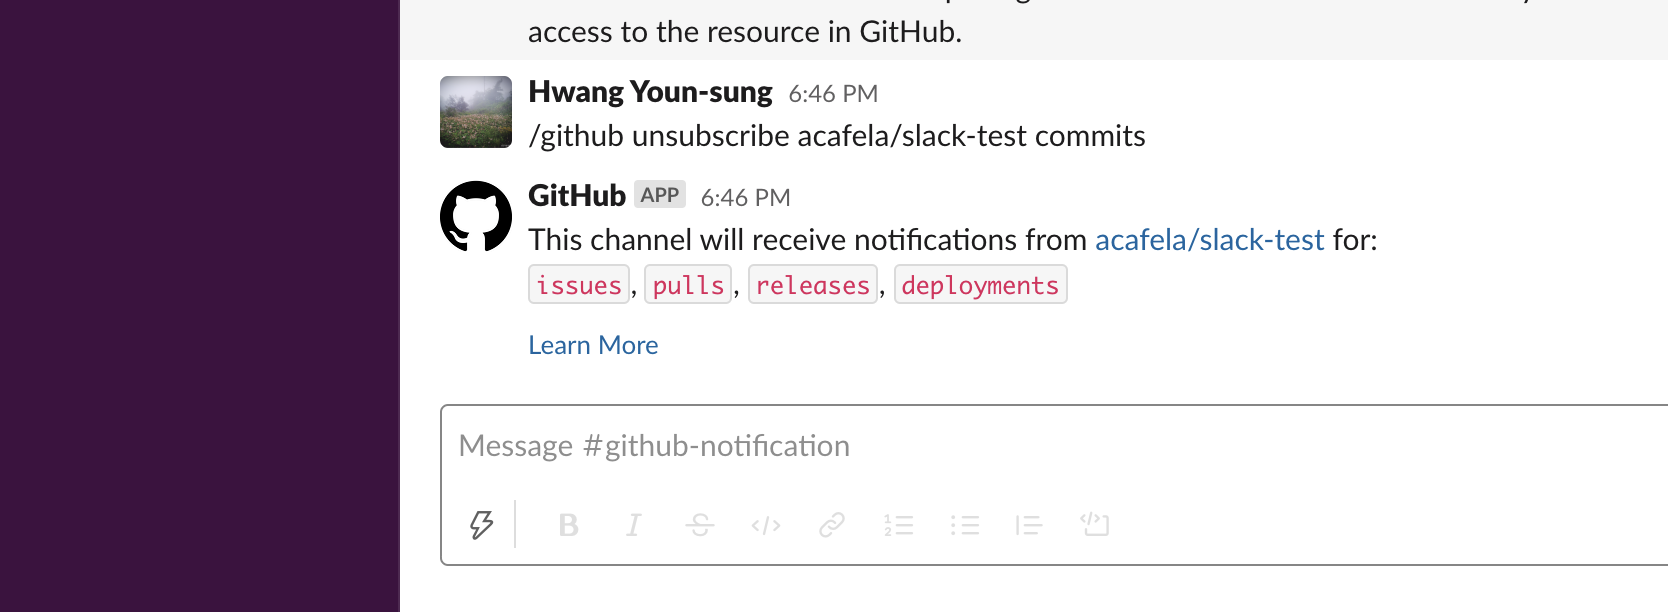 access to the resource in GitHub.
Hwang Youn-sung 6:46 PM
/github unsubscribe acafela/slack-test commits
GitHub APP 6:46 PM
This channel will receive notifications from acafela/slack-test for:
issues, pulls, releases, deployments
Learn More
Message #github-notification